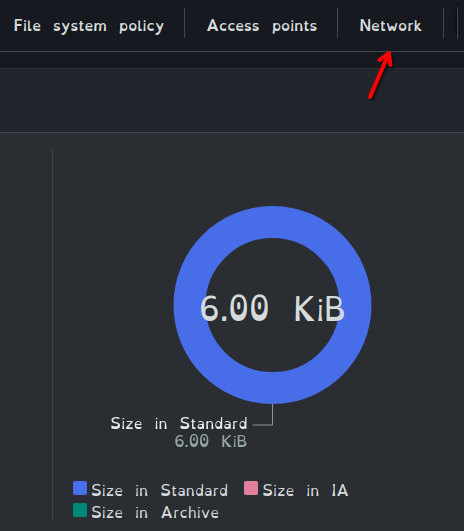 File system policy Access points Network
6.00 KiB
Size in Standard
6.00 KiB
Size in Standard Size in IA
Size in Archive